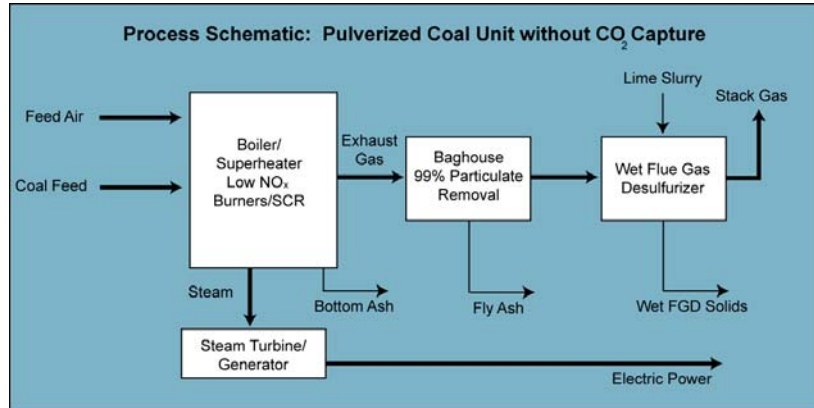 Process Schematic: Pulverized Coal Unit without CO₂ Capture
Lime Slurry
Stack Gas
Feed Air
Coal Feed
Boiler/
Superheater
Low NOₓ
Burners/SCR
Exhaust
Gas
Baghouse
99% Particulate
Removal
Wet Flue Gas
Desulfurizer
Steam
Bottom Ash
Fly Ash
Wet FGD Solids
Steam Turbine/
Generator
Electric Power